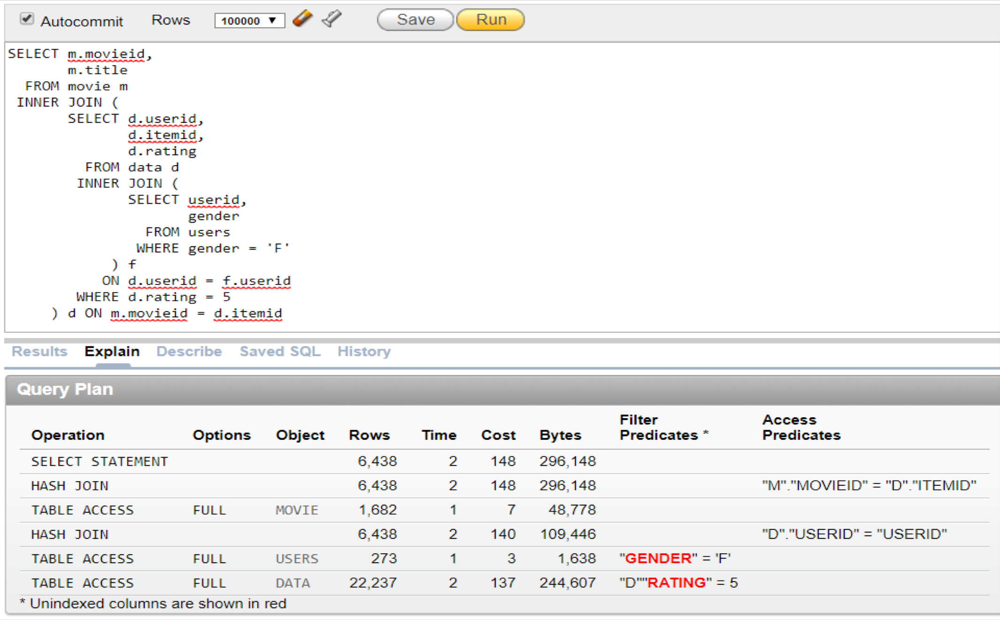 Autocommit Rows 100000 ▼ Save Run
SELECT m.movieid,
m.title
FROM movie m
INNER JOIN (
SELECT d.userid,
d.itemid,
d.rating
FROM data d
INNER JOIN (
SELECT userid,
gender
FROM users
WHERE gender = 'F'
) f
ON d.userid = f.userid
WHERE d.rating = 5
) d ON m.movieid = d.itemid
Results Explain Describe Saved SQL History
Query Plan
Operation Options Object Rows Time Cost Bytes Filter Predicates * Access Predicates
SELECT STATEMENT 6,438 2 148 296,148
HASH JOIN 6,438 2 148 296,148 "M"."MOVIEID" = "D"."ITEMID"
TABLE ACCESS FULL MOVIE 1,682 1 7 48,778
HASH JOIN 6,438 2 140 109,446 "D"."USERID" = "USERID"
TABLE ACCESS FULL USERS 273 1 3 1,638 "GENDER" = 'F'
TABLE ACCESS FULL DATA 22,237 2 137 244,607 "D""RATING" = 5
* Unindexed columns are shown in red